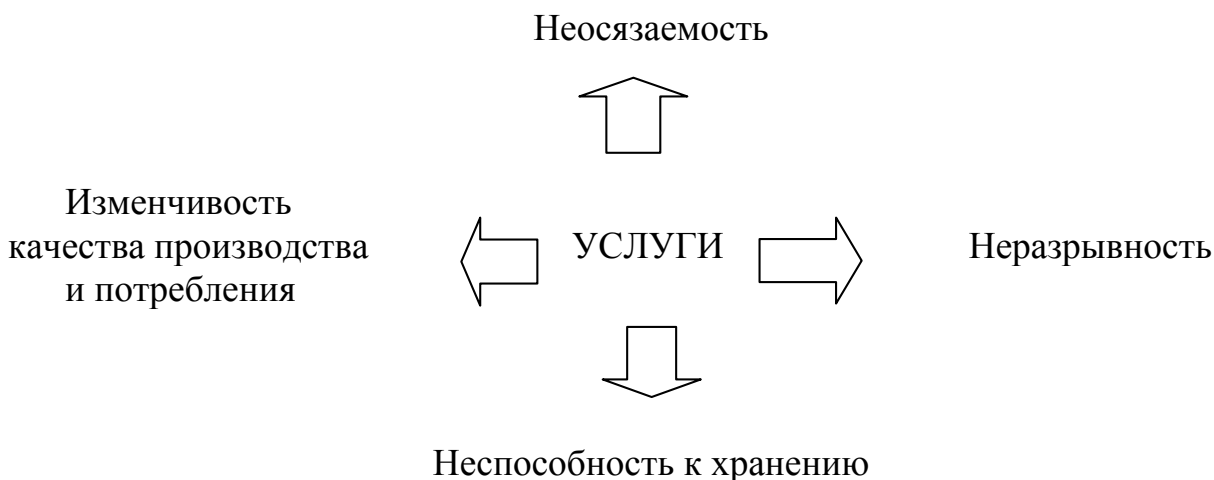 Неосязаемость
Изменчивость
качества производства
и потребления
УСЛУГИ
Неразрывность
Неспособность к хранению